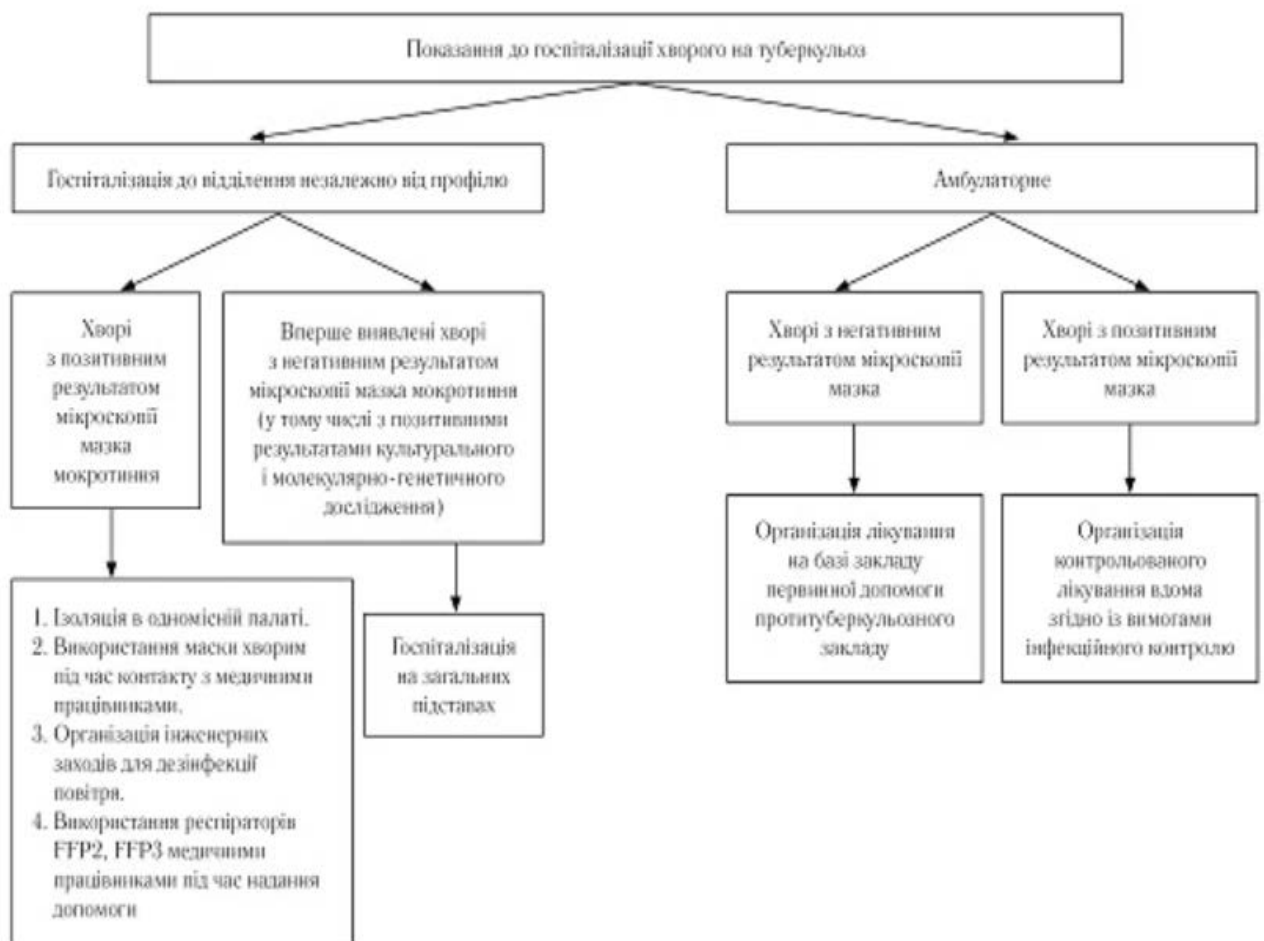 Показання до госпіталізації хворого на туберкульоз
Госпіталізація до відділення незалежно від профілю
Амбулаторне
Хворі
з позитивним
результатом
мікроскопії
мазка
мокротиння
Вперше виявлені хворі
з негативним результатом
мікроскопії мазка мокротиння
(у тому числі з позитивними
результатами культурального
і молекулярно-генетичного
дослідження)
Хворі з негативним
результатом мікроскопії
мазка
Хворі з позитивним
результатом мікроскопії
мазка
1. Ізоляція в одномісній палаті.
2. Використання маски хворим
під час контакту з медичними
працівниками.
3. Організація інженерних
заходів для дезінфекції
повітря.
4. Використання респіраторів
FFP2, FFP3 медичними
працівниками під час надання
допомоги
Госпіталізація
на загальних
підставах
Організація лікування
на базі закладу
первинної допомоги
протитуберкульозного
закладу
Організація
контрольованого
лікування вдома
згідно із вимогами
інфекційного контролю